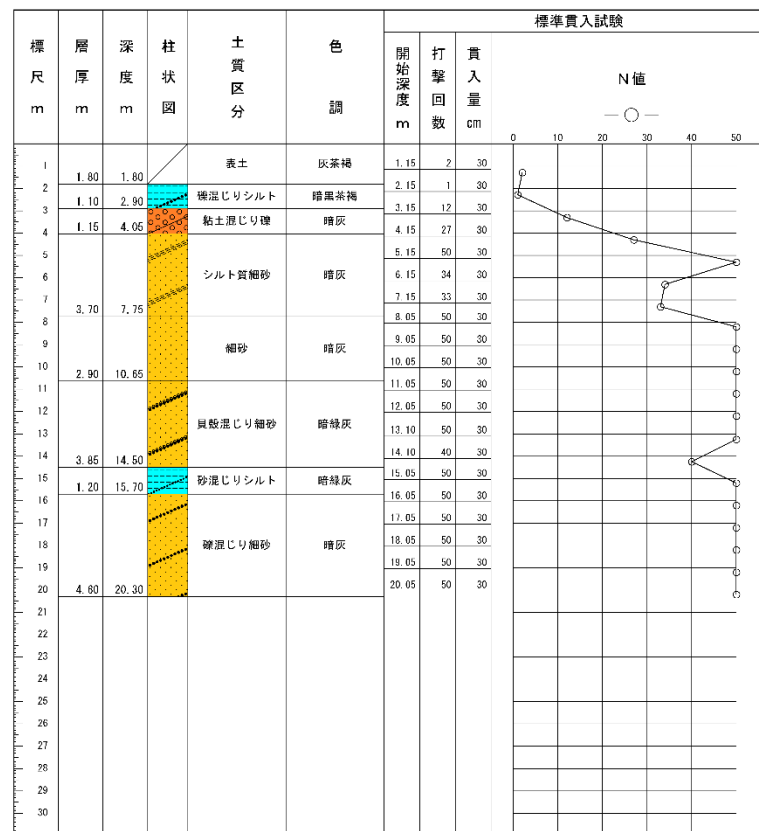 標準貫入試験
標尺m 層厚m 深度m 柱状図 土質区分 色調 開始深度m 打撃回数 貫入量cm N値
0 10 20 30 40 50
1 1.80 1.80 表土 灰茶褐 1.15 2 30
2 1.10 2.90 礫混じりシルト 暗黒茶褐 2.15 1 30
3 1.15 4.05 粘土混じり礫 暗灰 3.15 12 30
4 4.15 27 30
5 5.15 50 30
6 シルト質細砂 暗灰 6.15 34 30
7 3.70 7.75 7.15 33 30
8 8.05 50 30
9 細砂 暗灰 9.05 50 30
10 2.90 10.65 10.05 50 30
11 11.05 50 30
12 12.05 50 30
13 貝殻混じり細砂 暗緑灰 13.10 50 30
14 3.85 14.50 14.10 40 30
15 1.20 15.70 砂混じりシルト 暗緑灰 15.05 50 30
16 16.05 50 30
17 17.05 50 30
18 礫混じり細砂 暗灰 18.05 50 30
19 19.05 50 30
20 4.60 20.30 20.05 50 30
21
22
23
24
25
26
27
28
29
30